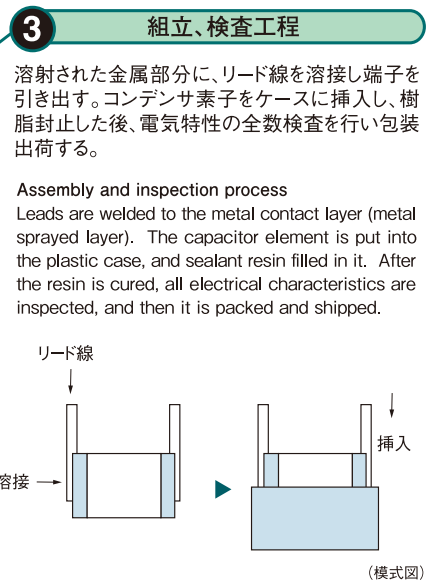 3 組立、検査工程
溶射された金属部分に、リード線を溶接し端子を
引き出す。コンデンサ素子をケースに挿入し、樹
脂封止した後、電気特性の全数検査を行い包装
出荷する。
Assembly and inspection process
Leads are welded to the metal contact layer (metal
sprayed layer). The capacitor element is put into
the plastic case, and sealant resin filled in it. After
the resin is cured, all electrical characteristics are
inspected, and then it is packed and shipped.
リード線
挿入
溶接
(模式図)